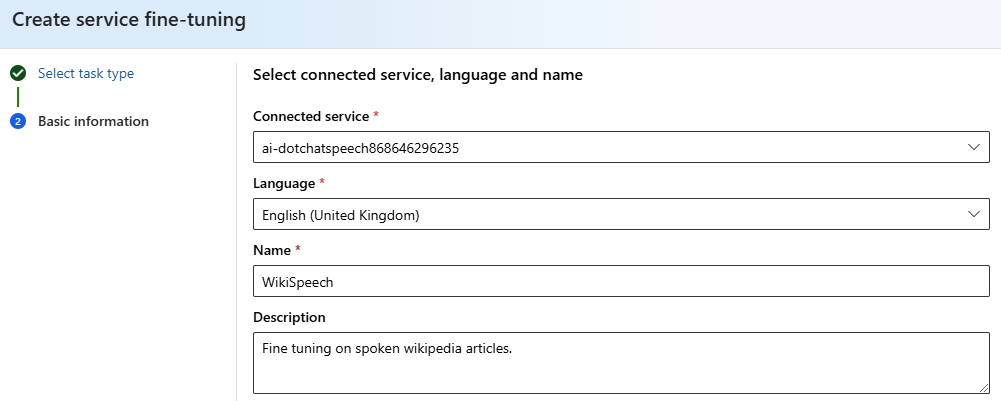 Create service fine-tuning
Select task type
2
Basic information
Select connected service, language and name
Connected service *
ai-dotchatspeech868646296235
Language *
English (United Kingdom)
Name *
WikiSpeech
Description
Fine tuning on spoken wikipedia articles.